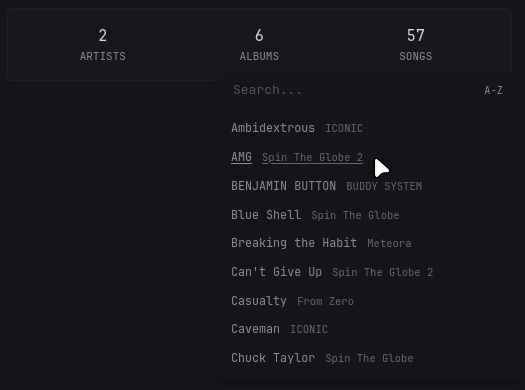 2 6 57
ARTISTS ALBUMS SONGS
Search... A-Z
Ambidextrous ICONIC
AMG Spin The Globe 2
BENJAMIN BUTTON BUDDY SYSTEM
Blue Shell Spin The Globe
Breaking the Habit Meteora
Can't Give Up Spin The Globe 2
Casualty From Zero
Caveman ICONIC
Chuck Taylor Spin The Globe